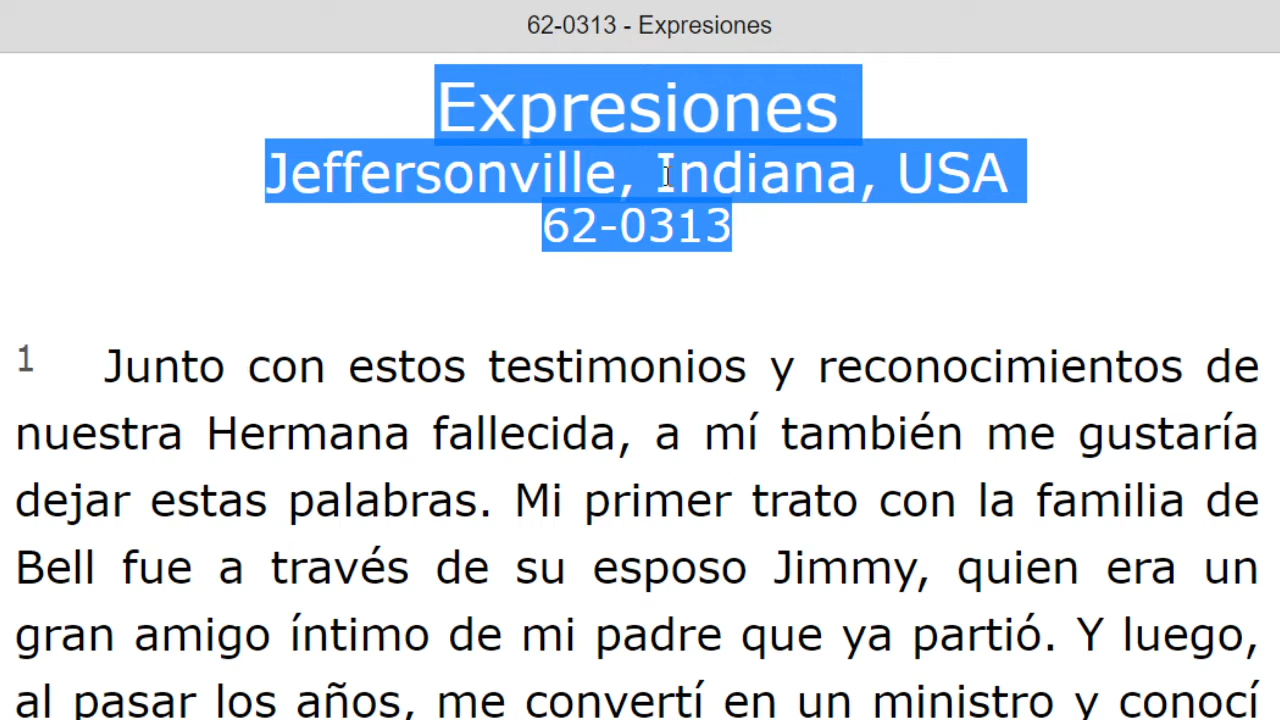 62-0313 - Expresiones
Expresiones
Jeffersonville, Indiana, USA
62-0313
1 Junto con estos testimonios y reconocimientos de
nuestra Hermana fallecida, a mí también me gustaría
dejar estas palabras. Mi primer trato con la familia de
Bell fue a través de su esposo Jimmy, quien era un
gran amigo íntimo de mi padre que ya partió. Y luego,
al pasar los años, me convertí en un ministro y conocí